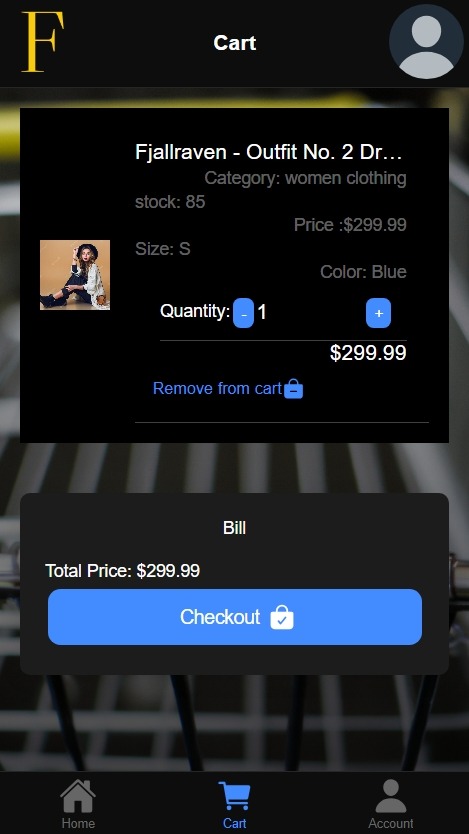 F
Cart
Fjallraven - Outfit No. 2 Dr...
Category: women clothing
stock: 85
Price :$299.99
Size: S
Color: Blue
Quantity: - 1 +
$299.99
Remove from cart
Bill
Total Price: $299.99
Checkout
Home
Cart
Account